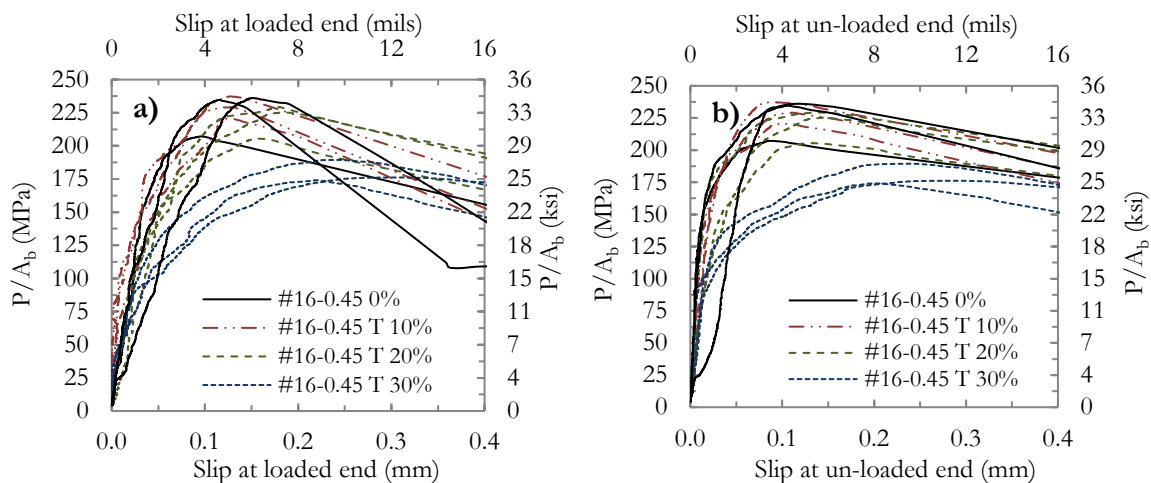 Slip at loaded end (mils)
0 4 8 12 16
250
225
200
175
150
125
100
75
50
25
0
P/A_b (MPa)
36
33
29
25
22
18
15
11
7
4
0
P/A_b (ksi)
a)
#16-0.45 0%
#16-0.45 T 10%
#16-0.45 T 20%
#16-0.45 T 30%
0.0 0.1 0.2 0.3 0.4
Slip at loaded end (mm)
Slip at un-loaded end (mils)
0 4 8 12 16
250
225
200
175
150
125
100
75
50
25
0
P/A_b (MPa)
36
33
29
25
22
18
15
11
7
4
0
P/A_b (ksi)
b)
#16-0.45 0%
#16-0.45 T 10%
#16-0.45 T 20%
#16-0.45 T 30%
0.0 0.1 0.2 0.3 0.4
Slip at un-loaded end (mm)